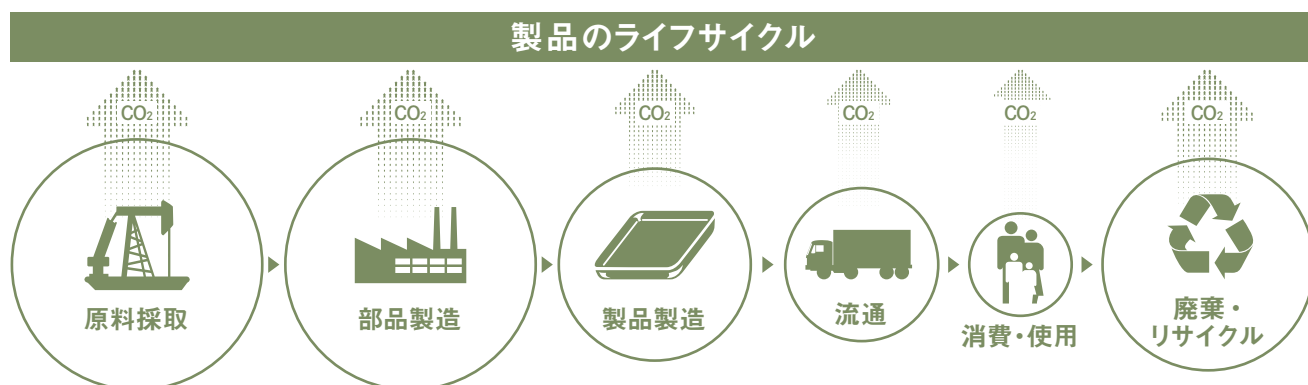 製品のライフサイクル
CO₂
CO₂
CO₂
CO₂
CO₂
CO₂
原料採取
部品製造
製品製造
流通
消費・使用
廃棄・
リサイクル